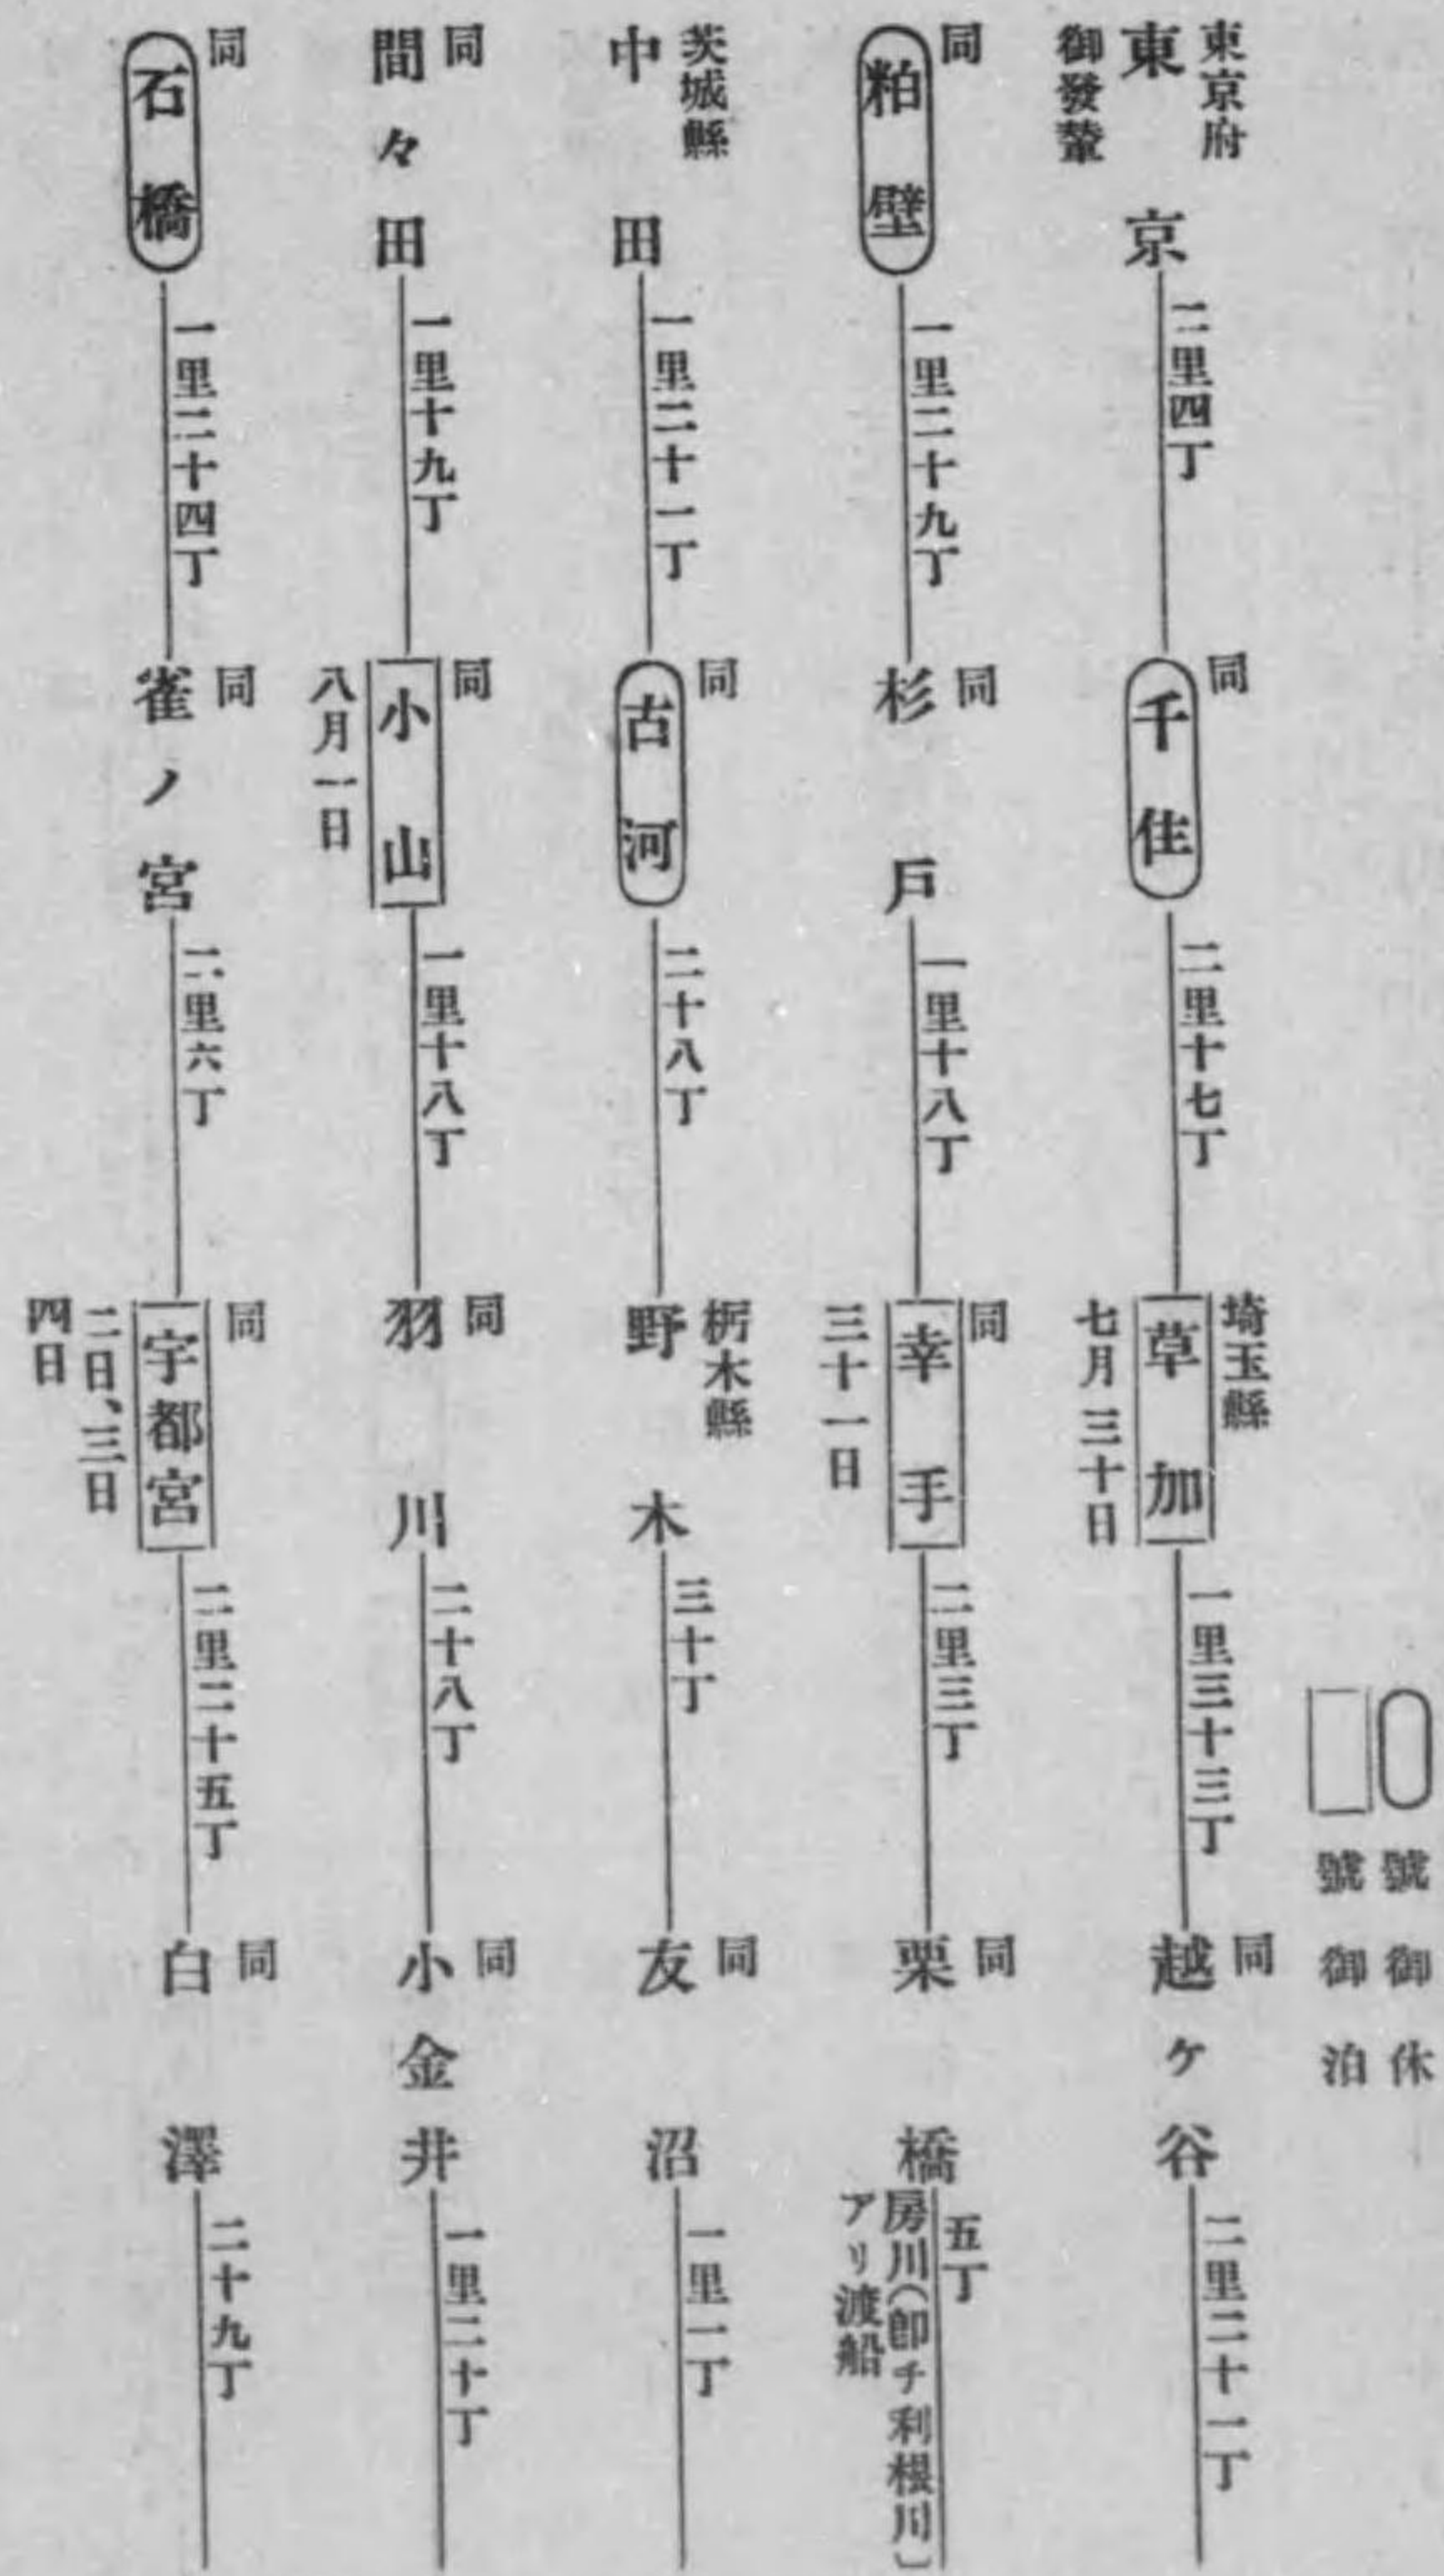 號御休
號御泊
東京府
東京
御發輦
二里四丁
同
千住
二里十七丁
埼玉縣
草加
七月三十日
一里三十三丁
同
越ケ谷
二里二十一丁
同
粕壁
一里二十九丁
同
杉戸
一里十八丁
同
幸手
三十一日
二里三丁
同
栗橋
五丁
房川(卽チ利根川)
アリ渡船
茨城縣
中田
一里二十一丁
同
古河
二十八丁
栃木縣
野木
三十丁
同
友沼
一里一丁
同
間々田
一里十九丁
同
小山
八月一日
一里十八丁
同
羽川
二十八丁
同
小金井
一里二十丁
同
石橋
一里二十四丁
同
雀ノ宮
二里六丁
同
宇都宮
二日、三日
四日
二里二十五丁
同
白澤
二十九丁